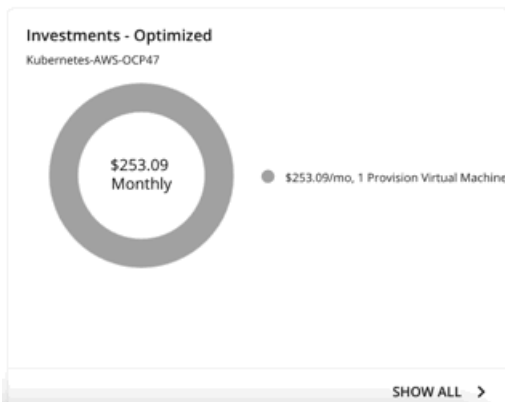 Investments - Optimized
Kubernetes-AWS-OCP47
$253.09
Monthly
$253.09/mo, 1 Provision Virtual Machine
SHOW ALL